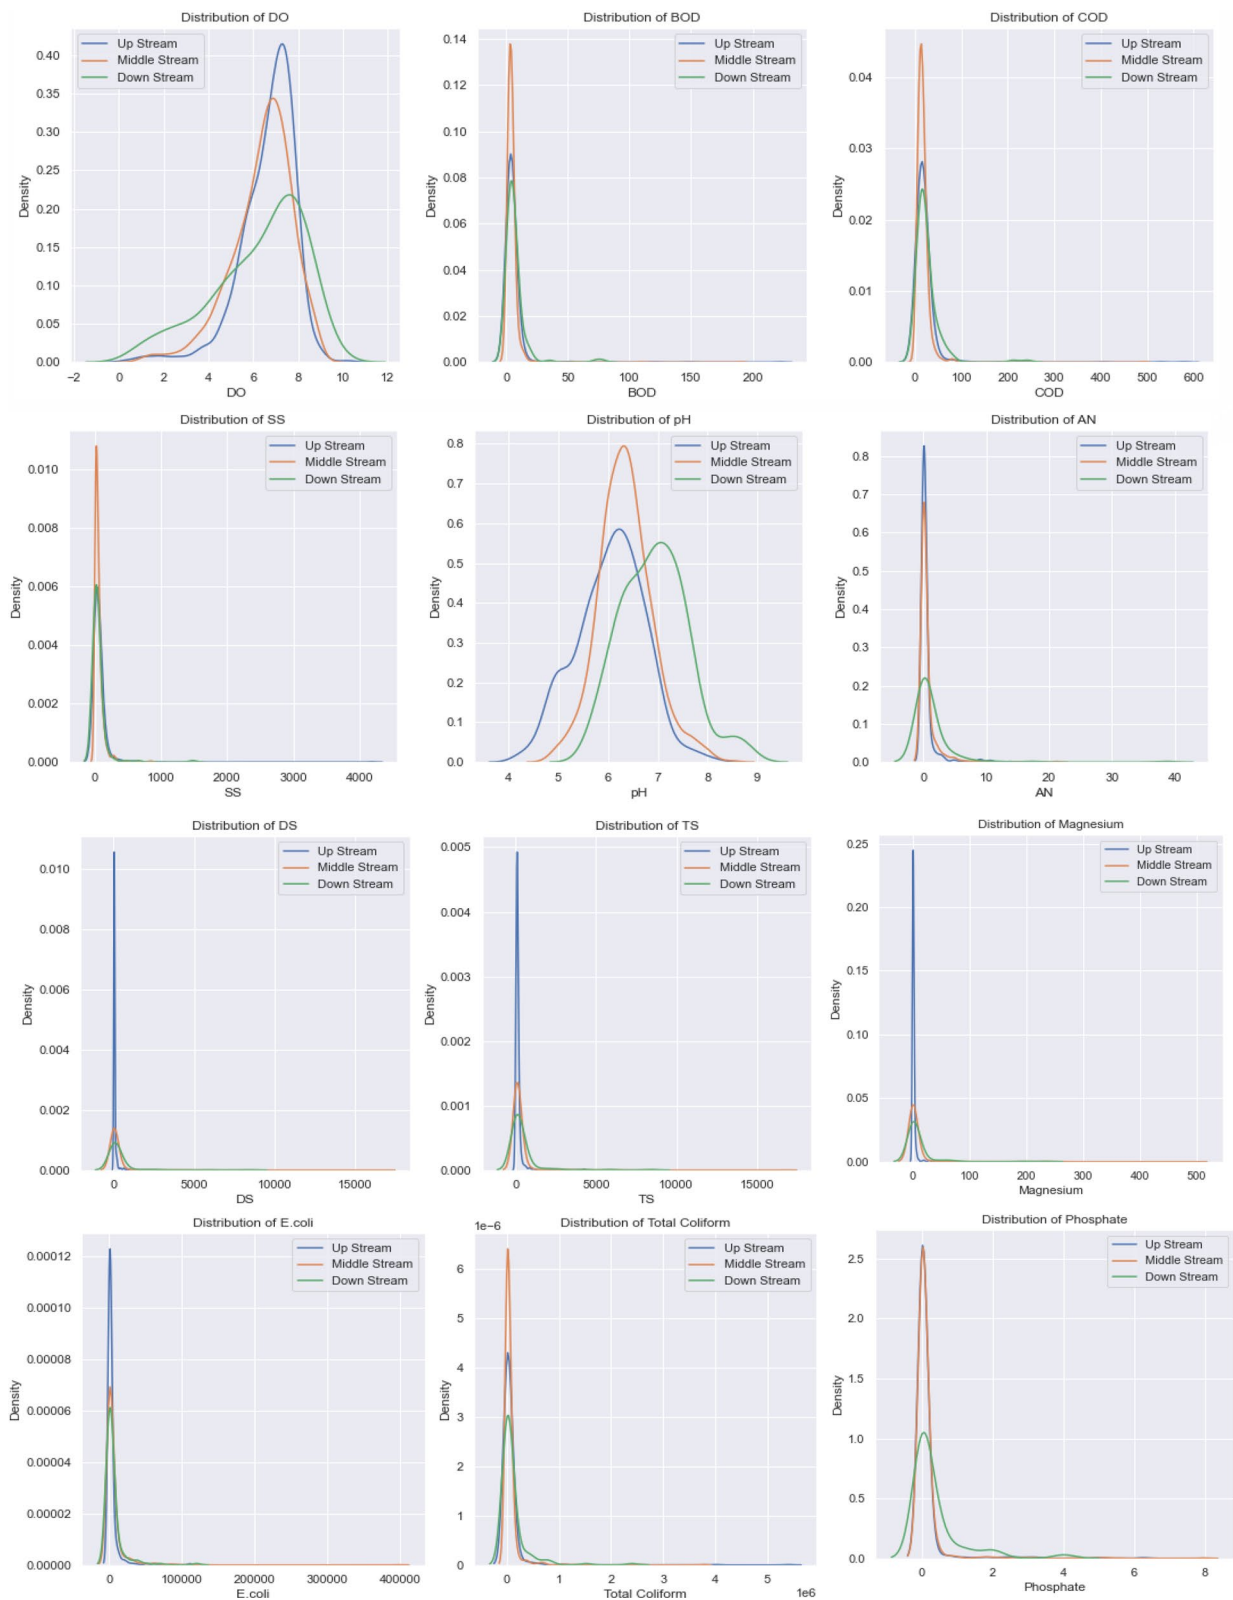 Distribution of DO
Up Stream
Middle Stream
Down Stream
0.40
0.35
0.30
0.25
0.20
0.15
0.10
0.05
0.00
Density
−2
0
2
4
6
8
10
12
DO
Distribution of BOD
Up Stream
Middle Stream
Down Stream
0.14
0.12
0.10
0.08
0.06
0.04
0.02
0.00
Density
0
50
100
150
200
BOD
Distribution of COD
Up Stream
Middle Stream
Down Stream
0.04
0.03
0.02
0.01
0.00
Density
0
100
200
300
400
500
600
COD
Distribution of SS
Up Stream
Middle Stream
Down Stream
0.010
0.008
0.006
0.004
0.002
0.000
Density
0
1000
2000
3000
4000
SS
Distribution of pH
Up Stream
Middle Stream
Down Stream
0.8
0.7
0.6
0.5
0.4
0.3
0.2
0.1
0.0
Density
4
5
6
7
8
9
pH
Distribution of AN
Up Stream
Middle Stream
Down Stream
0.8
0.7
0.6
0.5
0.4
0.3
0.2
0.1
0.0
Density
0
10
20
30
40
AN
Distribution of DS
Up Stream
Middle Stream
Down Stream
0.010
0.008
0.006
0.004
0.002
0.000
Density
0
5000
10000
15000
DS
Distribution of TS
Up Stream
Middle Stream
Down Stream
0.005
0.004
0.003
0.002
0.001
0.000
Density
0
5000
10000
15000
TS
Distribution of Magnesium
Up Stream
Middle Stream
Down Stream
0.25
0.20
0.15
0.10
0.05
0.00
Density
0
100
200
300
400
500
Magnesium
Distribution of E.coli
Up Stream
Middle Stream
Down Stream
0.00012
0.00010
0.00008
0.00006
0.00004
0.00002
0.00000
Density
0
100000
200000
300000
400000
E.coli
1e−6
Distribution of Total Coliform
Up Stream
Middle Stream
Down Stream
6
5
4
3
2
1
0
Density
0
1
2
3
4
5
1e6
Total Coliform
Distribution of Phosphate
Up Stream
Middle Stream
Down Stream
2.5
2.0
1.5
1.0
0.5
0.0
Density
0
2
4
6
8
Phosphate